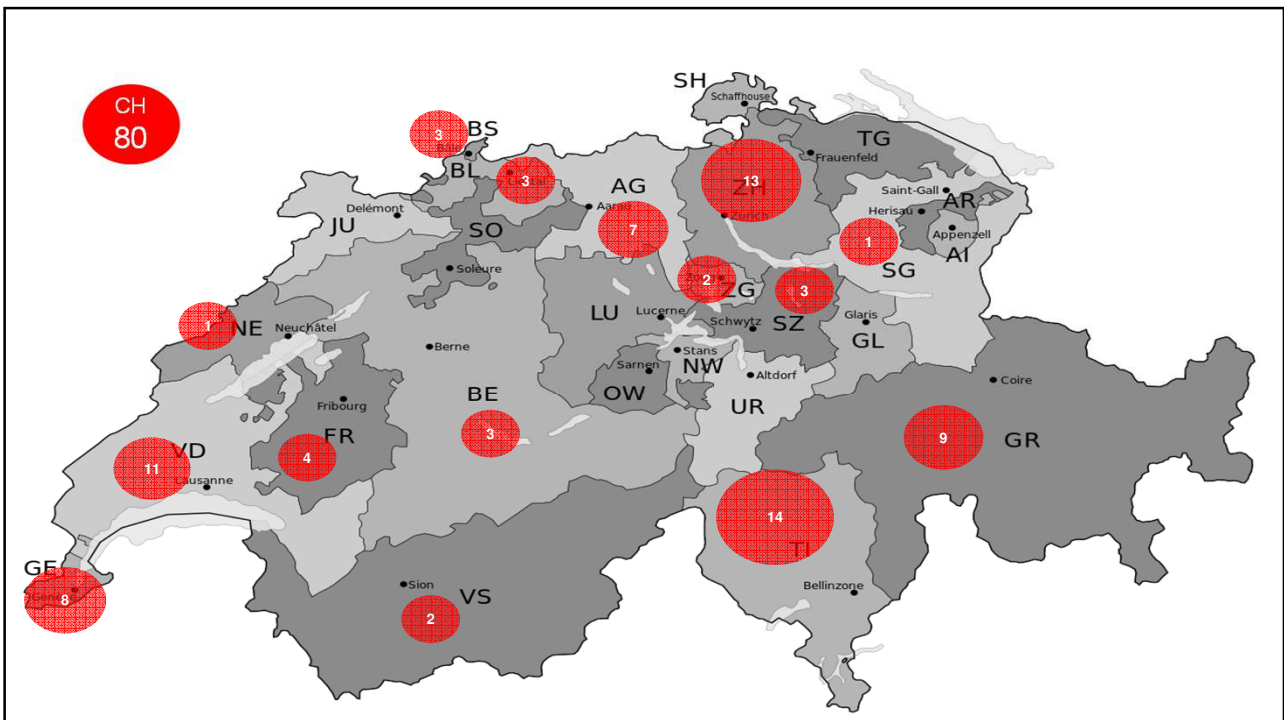 CH
80
SH
Schaffhouse
BS
3
BL
3
AG
Aarau
7
ZH
13
Zurich
TG
Frauenfeld
Saint-Gall
AR
Herisau
Appenzell
AI
1
SG
JU
Delémont
SO
Soleure
2
ZG
3
SZ
Schwytz
LU
Lucerne
Glaris
GL
1
NE
Neuchâtel
Berne
Stans
NW
Sarnen
OW
Altdorf
UR
Coire
BE
3
Fribourg
FR
4
VD
11
Lausanne
9
GR
14
TI
Bellinzone
GE
8
Sion
VS
2